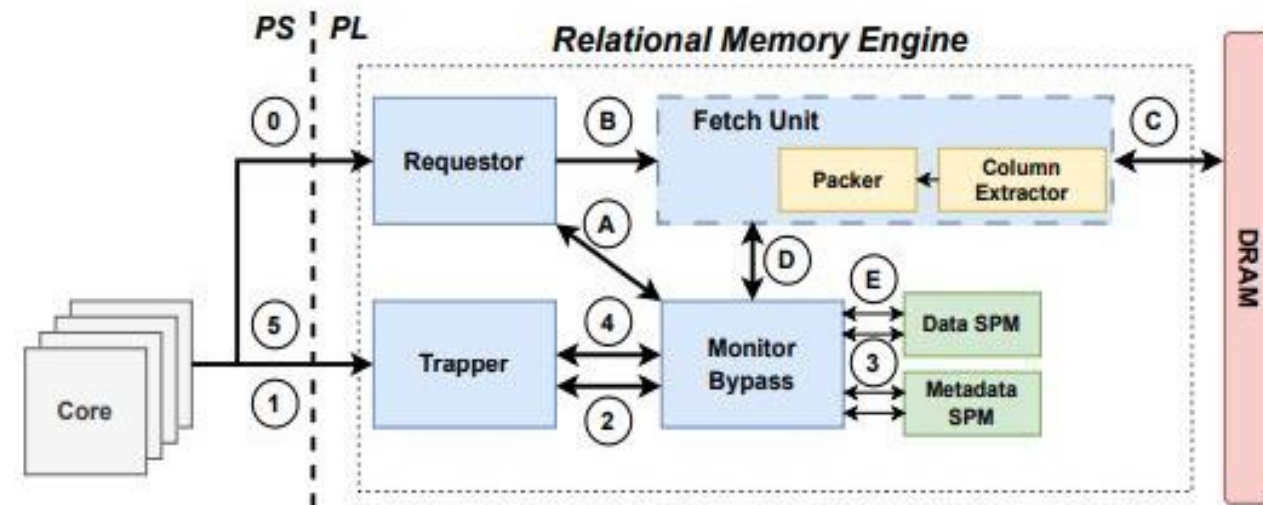 PS PL
Relational Memory Engine
0
Requestor
B
Fetch Unit
Packer
Column
Extractor
C
DRAM
A
D
Core
5
1
Trapper
4
2
Monitor
Bypass
E
3
Data SPM
Metadata
SPM